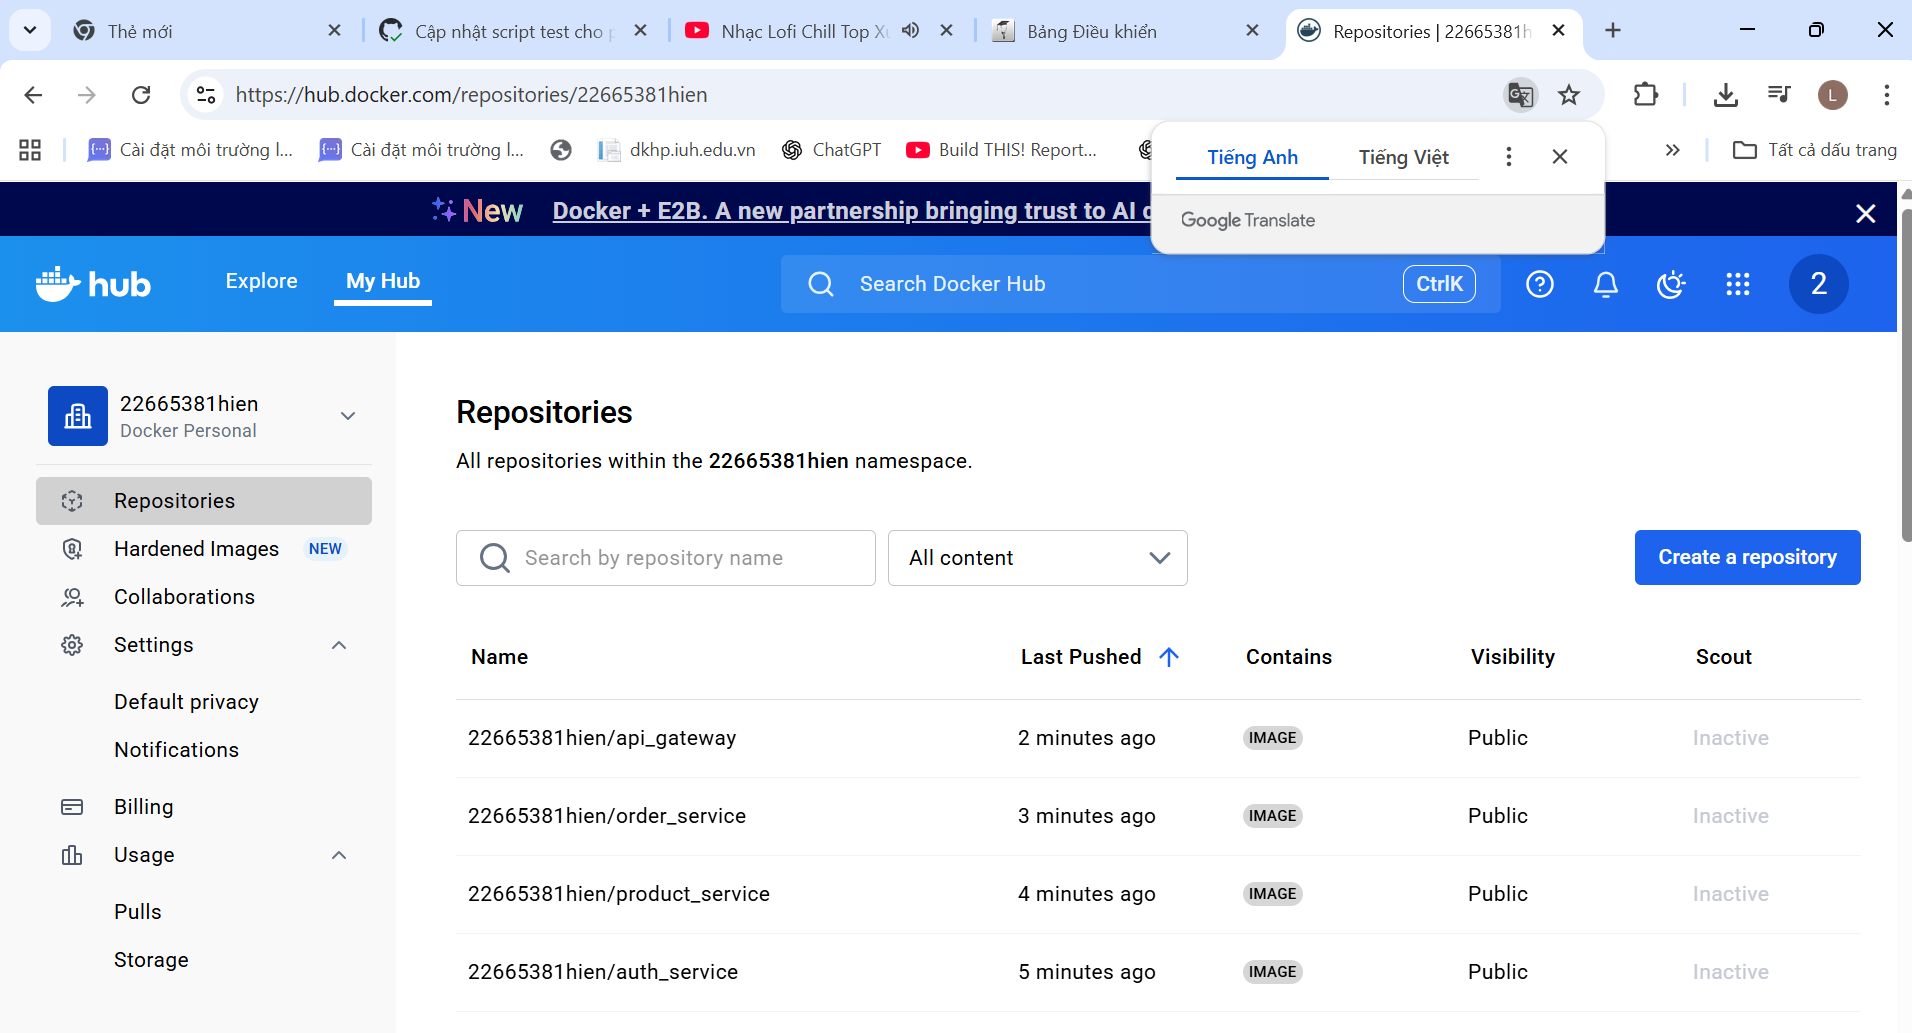 Thẻ mới
Cập nhật script test cho p
Nhạc Lofi Chill Top Xu
Bảng Điều khiển
Repositories | 22665381h
https://hub.docker.com/repositories/22665381hien
L
Cài đặt môi trường l...
Cài đặt môi trường l...
dkhp.iuh.edu.vn
ChatGPT
Build THIS! Report...
Tất cả dấu trang
Tiếng Anh
Tiếng Việt
Google Translate
New
Docker + E2B. A new partnership bringing trust to AI
hub
Explore
My Hub
Search Docker Hub
CtrlK
2
22665381hien
Docker Personal
Repositories
Hardened Images NEW
Collaborations
Settings
Default privacy
Notifications
Billing
Usage
Pulls
Storage
Repositories
All repositories within the 22665381hien namespace.
Search by repository name
All content
Create a repository
Name Last Pushed Contains Visibility Scout
22665381hien/api_gateway 2 minutes ago IMAGE Public Inactive
22665381hien/order_service 3 minutes ago IMAGE Public Inactive
22665381hien/product_service 4 minutes ago IMAGE Public Inactive
22665381hien/auth_service 5 minutes ago IMAGE Public Inactive